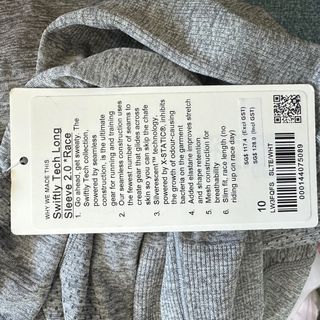 WHY WE MADE THIS
Swiftly Tech Long
Sleeve 2.0 *Race
1. Go ahead, get sweaty. The
Swiftly Tech collection,
powered by seamless
construction, is the ultimate
gear for running and training
2. Our seamless construction uses
the fewest number of seams to
create gear that glides across
skin so you can skip the chafe
3. Silverescent™ technology,
powered by X-STATIC®, inhibits
the growth of odour-causing
bacteria on the garment
4. Added elastane improves stretch
and shape retention
5. Mesh construction for
breathability
6. Slim fit, race length (no
riding up on race day)
SG$ 117.4 (Excl GST)
SG$ 128.0 (Incl GST)
10
LW3FQFS SLTE/WHT
0001440750